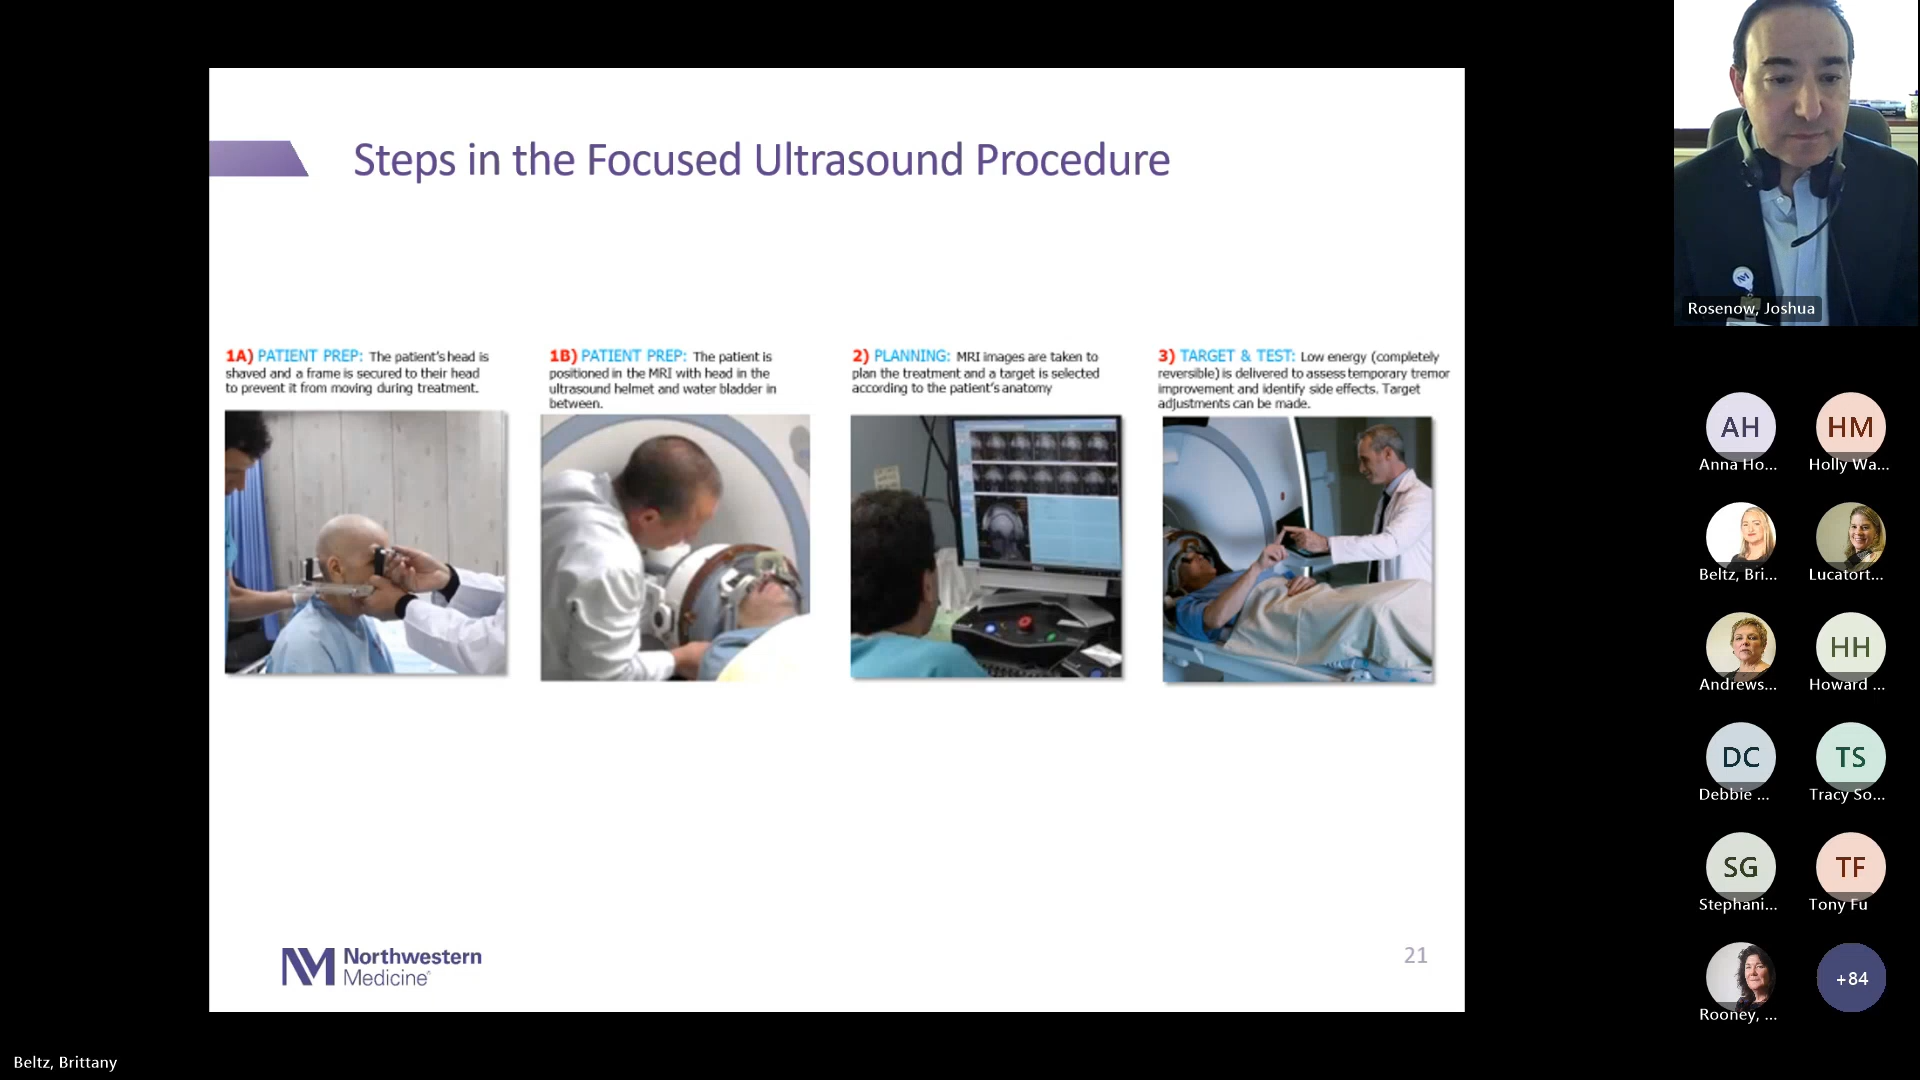 Steps in the Focused Ultrasound Procedure
1A) PATIENT PREP: The patient's head is
shaved and a frame is secured to their head
to prevent it from moving during treatment.
1B) PATIENT PREP: The patient is
positioned in the MRI with head in the
ultrasound helmet and water bladder in
between.
2) PLANNING: MRI images are taken to
plan the treatment and a target is selected
according to the patient's anatomy
3) TARGET & TEST: Low energy (completely
reversible) is delivered to assess temporary tremor
improvement and identify side effects. Target
adjustments can be made.
NM Northwestern
Medicine®
21
Rosenow, Joshua
AH
Anna Ho...
HM
Holly Wa...
Beltz, Bri...
Lucatort...
Andrews...
HH
Howard ...
DC
Debbie ...
TS
Tracy So...
SG
Stephani...
TF
Tony Fu
Rooney, ...
+84
Beltz, Brittany